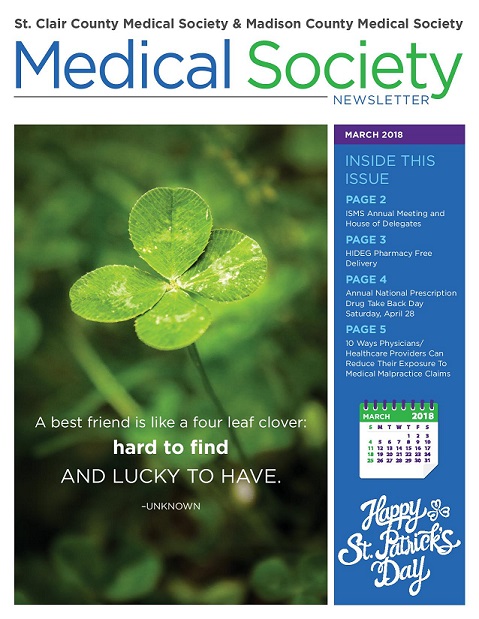 St. Clair County Medical Society & Madison County Medical Society
Medical Society
NEWSLETTER
MARCH 2018
INSIDE THIS
ISSUE
PAGE 2
ISMS Annual Meeting and
House of Delegates
PAGE 3
HIDEG Pharmacy Free
Delivery
PAGE 4
Annual National Prescription
Drug Take Back Day
Saturday, April 28
PAGE 5
10 Ways Physicians/
Healthcare Providers Can
Reduce Their Exposure To
Medical Malpractice Claims
A best friend is like a four leaf clover:
hard to find
AND LUCKY TO HAVE.
–UNKNOWN
MARCH 2018
S M T W T F S
1 2 3
4 5 6 7 8 9 10
11 12 13 14 15 16 17
18 19 20 21 22 23 24
25 26 27 28 29 30 31
Happy
St. Patrick's
Day